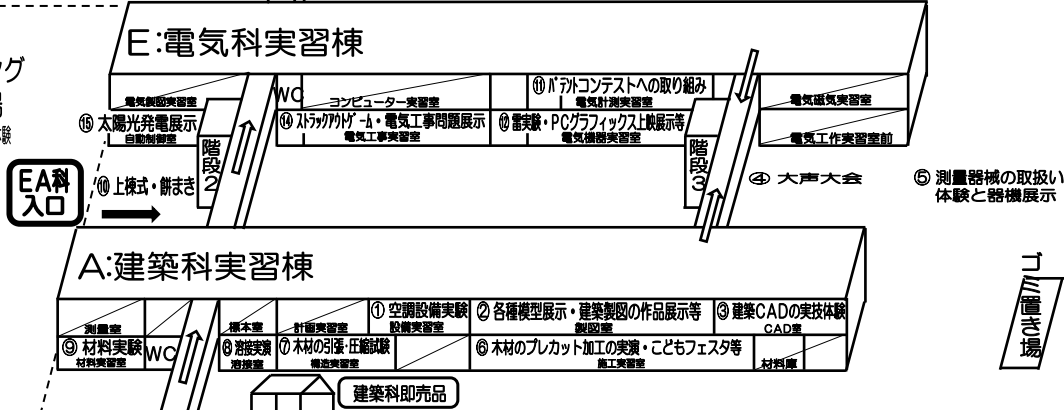 E:電気科実習棟
電気製図実習室
WC
コンピューター実習室
⑪パテントコンテストへの取り組み
電気計測実習室
電気磁気実習室
⑮ 太陽光発電展示
自動制御室
⑭ ストラックアウトゲーム・電気工事問題展示
電気工事実習室
⑫ 雷実験・PCグラフィックス上映展示等
電気機器実習室
電気工作実習室前
階段2
階段3
EA科
入口
⑩ 上棟式・餅まき
④ 大声大会
⑤ 測量器械の取扱い
体験と器機展示
A:建築科実習棟
測量室
標本室
計画実習室
① 空調設備実験
設備実習室
② 各種模型展示・建築製図の作品展示等
製図室
③ 建築CADの実技体験
CAD室
⑨ 材料実験
材料実習室
WC
⑧ 溶接実演
溶接室
⑦ 木材の引張・圧縮試験
構造実習室
⑥ 木材のプレカット加工の実演・こどもフェスタ等
施工実習室
材料庫
建築科即売品
ゴミ置き場